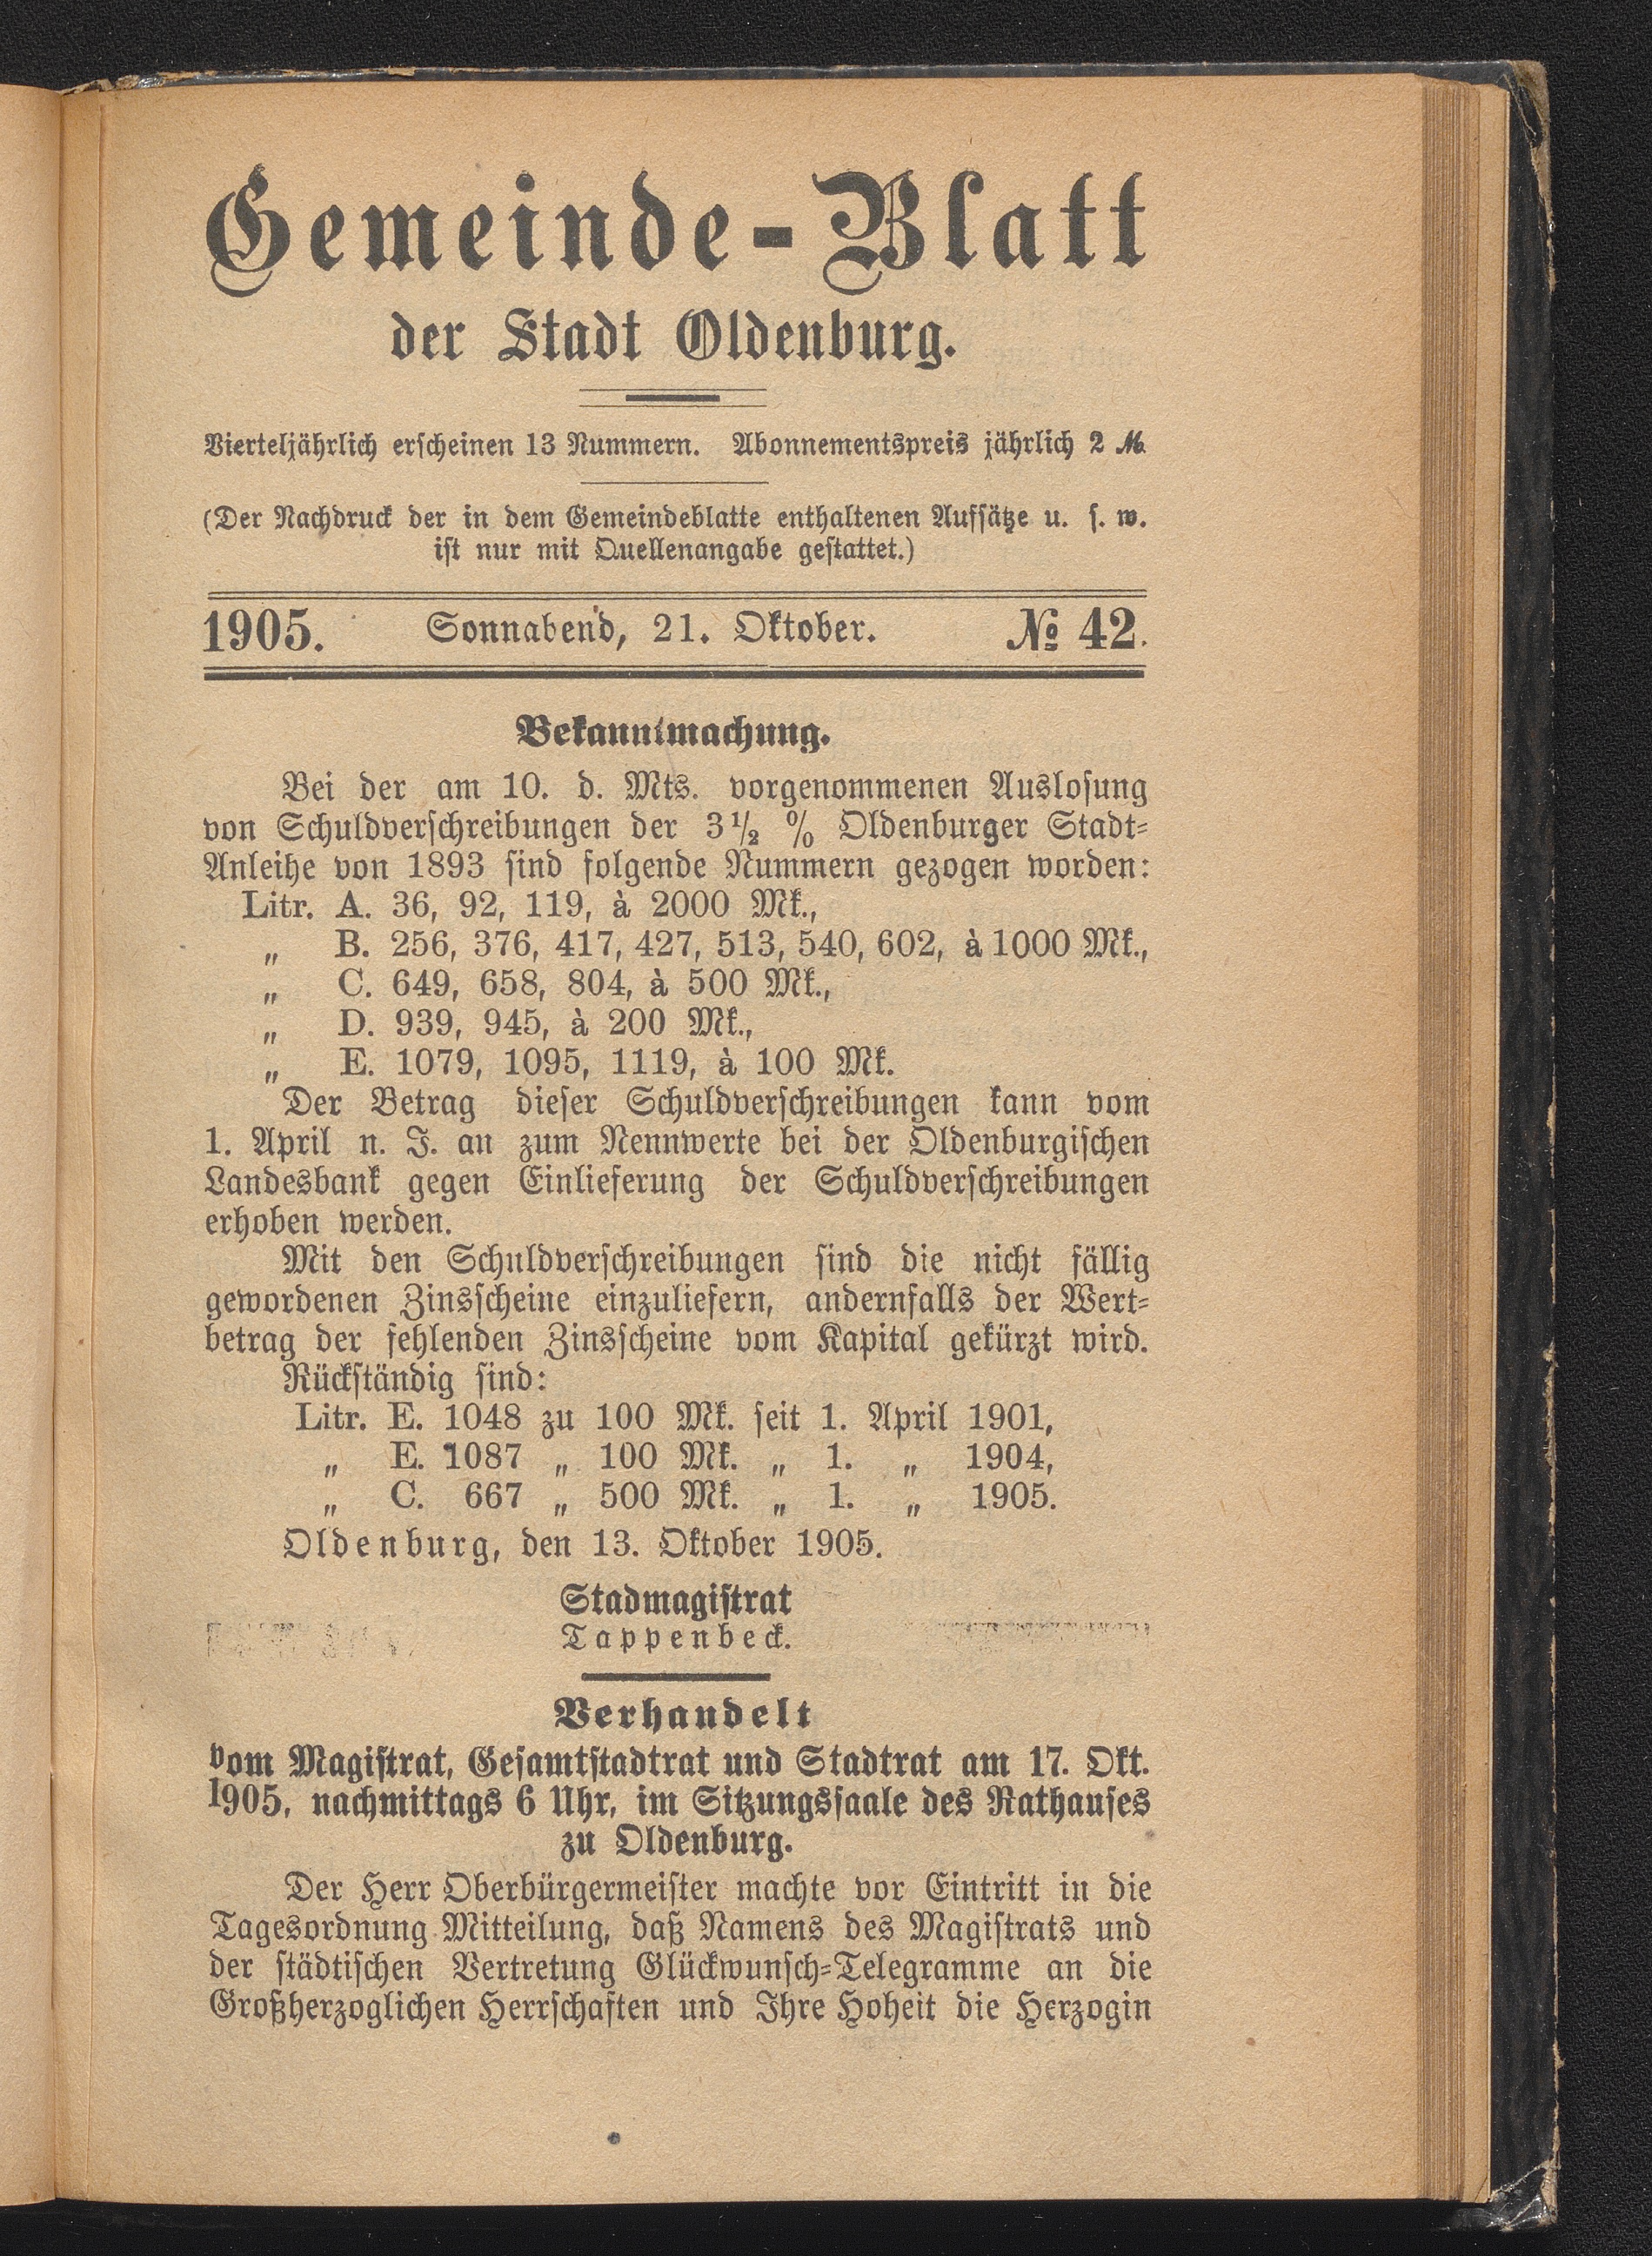 Gemeinde-Blatt
der Stadt Oldenburg.
Vierteljährlich erscheinen 13 Nummern. Abonnementspreis jährlich 2 ℳ.
(Der Nachdruck der in dem Gemeindeblatte enthaltenen Aufsätze u. s. w.
ist nur mit Quellenangabe gestattet.)
1905. Sonnabend, 21. Oktober. № 42.
Bekanntmachung.
Bei der am 10. d. Mts. vorgenommenen Auslosung
von Schuldverschreibungen der 3 ½ % Oldenburger Stadt-
Anleihe von 1893 sind folgende Nummern gezogen worden:
Litr. A. 36, 92, 119, à 2000 Mk.,
„ B. 256, 376, 417, 427, 513, 540, 602, à 1000 Mk.,
„ C. 649, 658, 804, à 500 Mk.,
„ D. 939, 945, à 200 Mk.,
„ E. 1079, 1095, 1119, à 100 Mk.
Der Betrag dieser Schuldverschreibungen kann vom
1. April n. J. an zum Nennwerte bei der Oldenburgischen
Landesbank gegen Einlieferung der Schuldverschreibungen
erhoben werden.
Mit den Schuldverschreibungen sind die nicht fällig
gewordenen Zinsscheine einzuliefern, andernfalls der Wert-
betrag der fehlenden Zinsscheine vom Kapital gekürzt wird.
Rückständig sind:
Litr. E. 1048 zu 100 Mk. seit 1. April 1901,
„ E. 1087 „ 100 Mk. „ 1. „ 1904,
„ C. 667 „ 500 Mk. „ 1. „ 1905.
Oldenburg, den 13. Oktober 1905.
Stadmagistrat
Tappenbeck.
Verhandelt
vom Magistrat, Gesamtstadtrat und Stadtrat am 17. Okt.
1905, nachmittags 6 Uhr, im Sitzungssaale des Rathauses
zu Oldenburg.
Der Herr Oberbürgermeister machte vor Eintritt in die
Tagesordnung Mitteilung, daß Namens des Magistrats und
der städtischen Vertretung Glückwunsch-Telegramme an die
Großherzoglichen Herrschaften und Ihre Hoheit die Herzogin